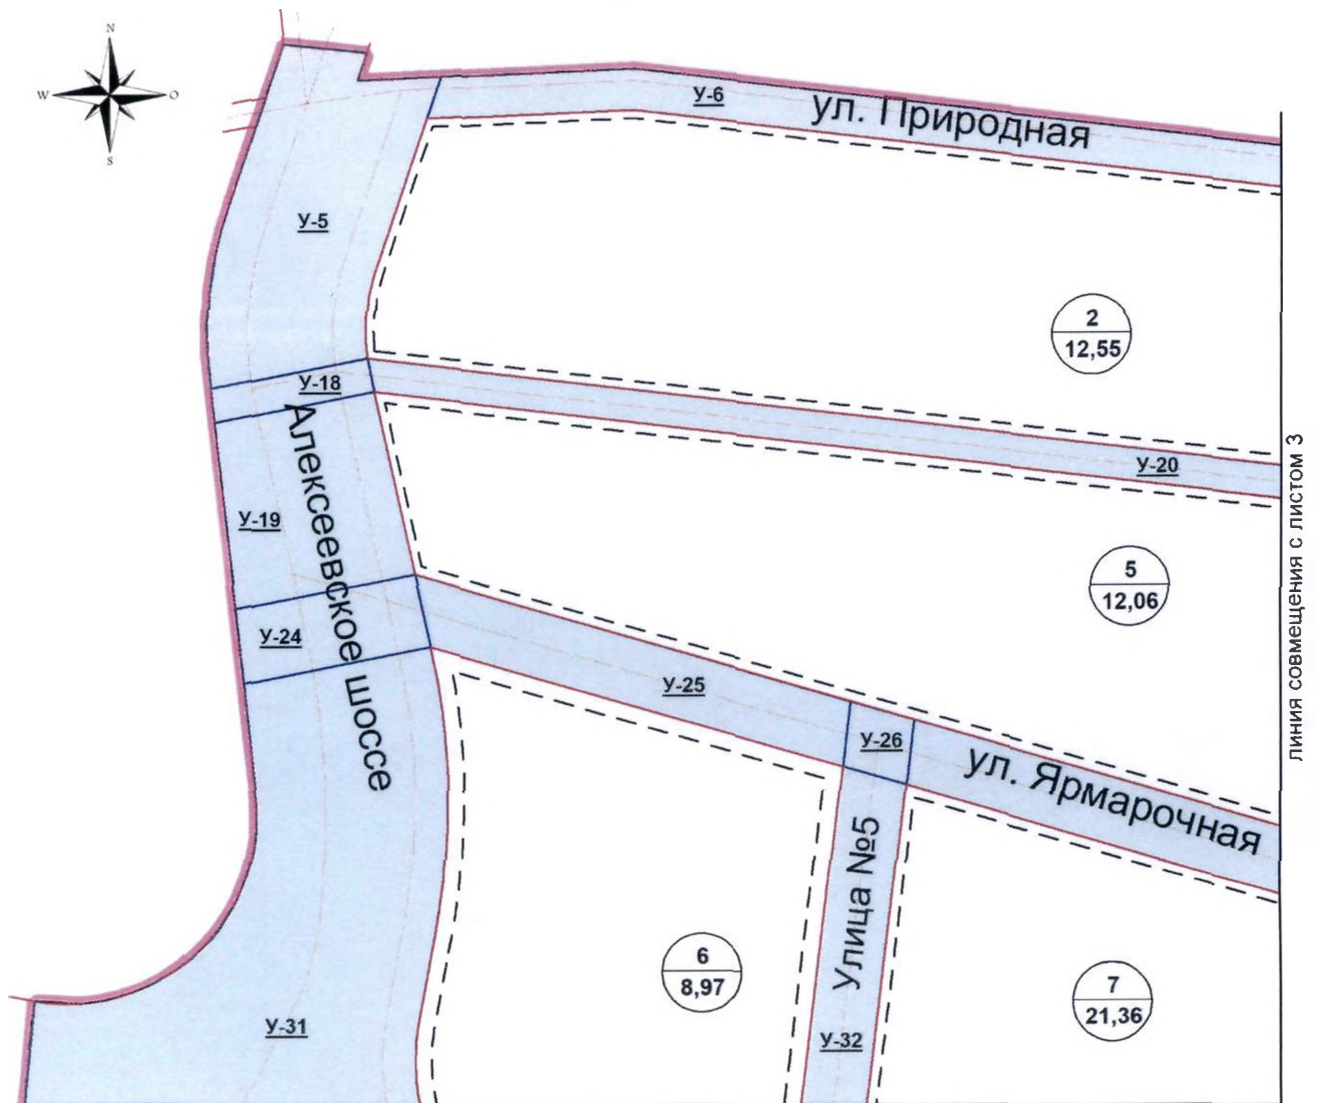 N
W
O
S
У-6
ул. Природная
У-5
2
12,55
У-18
Алексеевское шоссе
У-20
линия совмещения с листом 3
У-19
5
12,06
У-24
У-25
У-26
ул. Ярмарочная
Улица №5
6
8,97
7
21,36
У-31
У-32